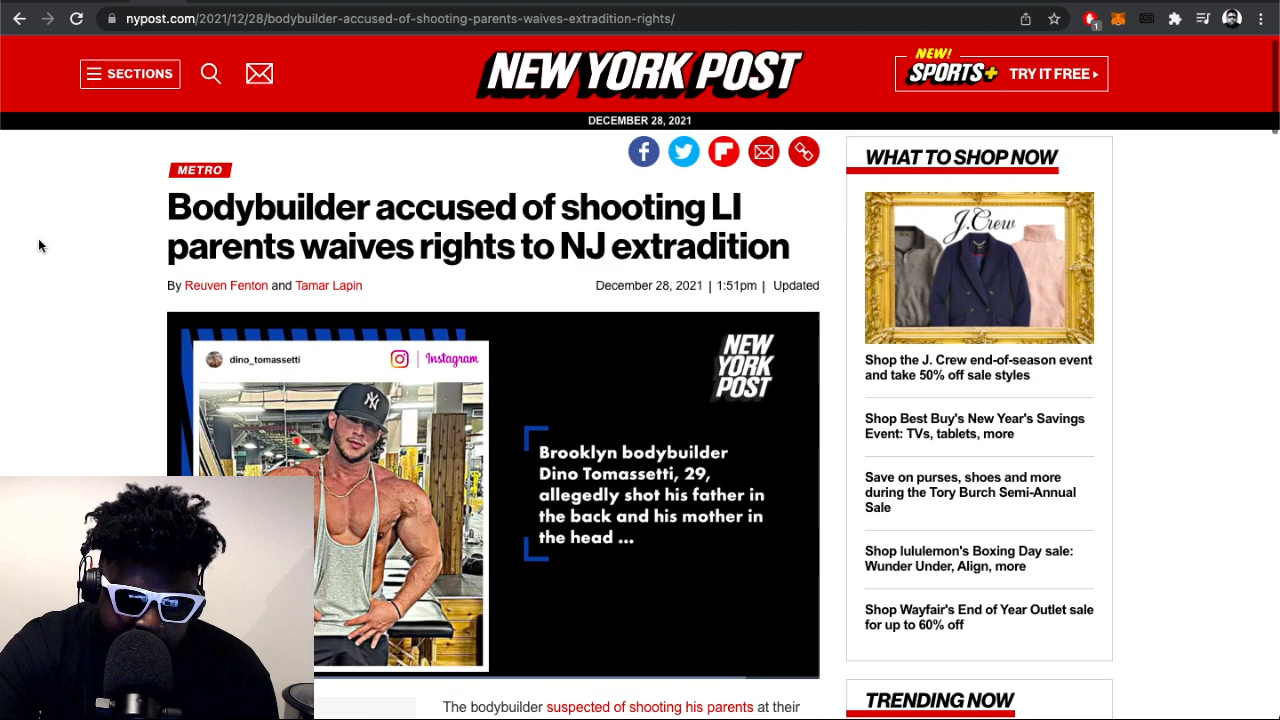 nypost.com/2021/12/28/bodybuilder-accused-of-shooting-parents-waives-extradition-rights/
1
SECTIONS
NEW YORK POST
NEW!
SPORTS+ TRY IT FREE
DECEMBER 28, 2021
METRO
Bodybuilder accused of shooting LI
parents waives rights to NJ extradition
By Reuven Fenton and Tamar Lapin
December 28, 2021 | 1:51pm | Updated
dino_tomassetti
Instagram
NEW
YORK
POST
Brooklyn bodybuilder
Dino Tomassetti, 29,
allegedly shot his father in
the back and his mother in
the head ...
The bodybuilder suspected of shooting his parents at their
WHAT TO SHOP NOW
J.Crew
Shop the J. Crew end-of-season event
and take 50% off sale styles
Shop Best Buy's New Year's Savings
Event: TVs, tablets, more
Save on purses, shoes and more
during the Tory Burch Semi-Annual
Sale
Shop lululemon's Boxing Day sale:
Wunder Under, Align, more
Shop Wayfair's End of Year Outlet sale
for up to 60% off
TRENDING NOW